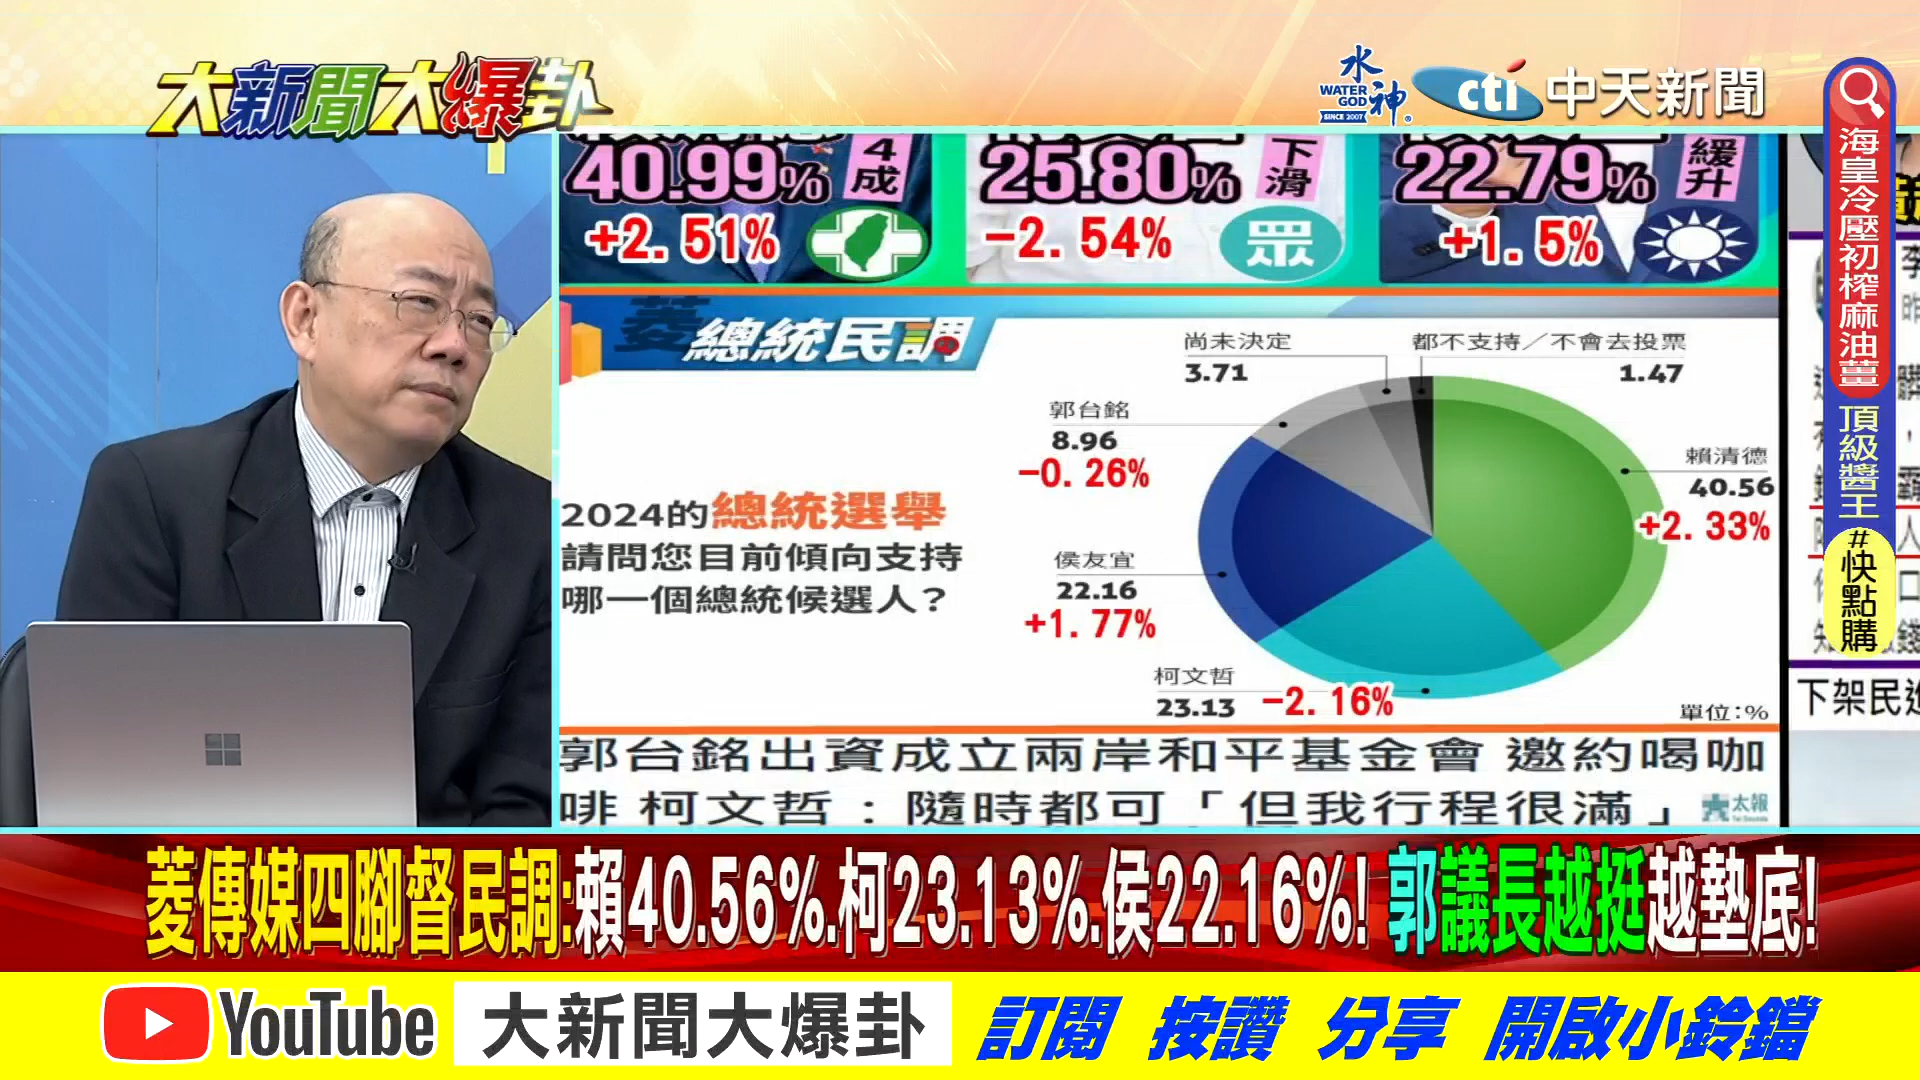 大新聞大爆卦
水神
WATER GOD
SINCE 2007
cti 中天新聞
海皇冷壓初榨麻油薑
頂級醬王
#快點購
40.99% 4成
+2.51%
25.80% 下滑
-2.54%
眾
22.79% 緩升
+1.5%
菱 總統民調
2024的總統選舉
請問您目前傾向支持
哪一個總統候選人?
尚未決定
3.71
都不支持／不會去投票
1.47
郭台銘
8.96
-0.26%
賴清德
40.56
+2.33%
侯友宜
22.16
+1.77%
柯文哲
23.13
-2.16%
單位:%
郭台銘出資成立兩岸和平基金會 邀約喝咖
啡 柯文哲：隨時都可「但我行程很滿」
太報
下架民進
菱傳媒四腳督民調:賴40.56%.柯23.13%.侯22.16%! 郭議長越挺越墊底!
YouTube 大新聞大爆卦 訂閱 按讚 分享 開啟小鈴鐺